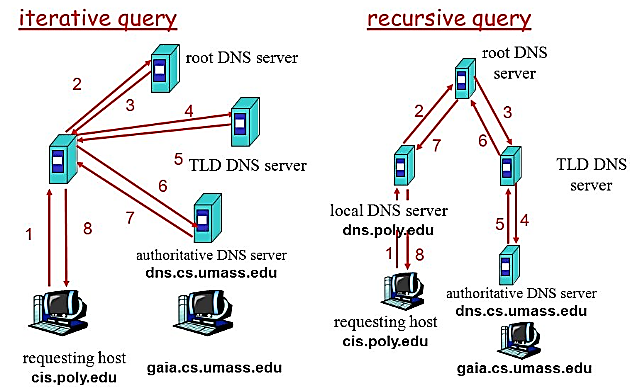 iterative query
root DNS server
2
3
4
5
TLD DNS server
6
7
1
8
authoritative DNS server
dns.cs.umass.edu
requesting host
cis.poly.edu
gaia.cs.umass.edu
recursive query
root DNS
server
2
3
7
6
TLD DNS
server
local DNS server
dns.poly.edu
5
4
1
8
authoritative DNS server
dns.cs.umass.edu
requesting host
cis.poly.edu
gaia.cs.umass.edu